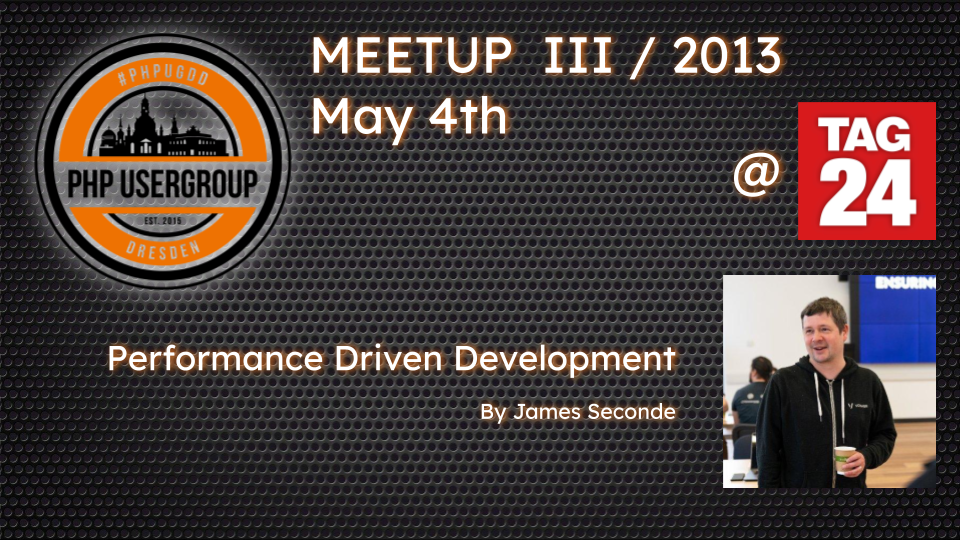 #PHPUGDD
PHP USERGROUP
EST. 2015
DRESDEN
MEETUP III / 2013
May 4th
@
TAG
24
Performance Driven Development
By James Seconde
ENSURING